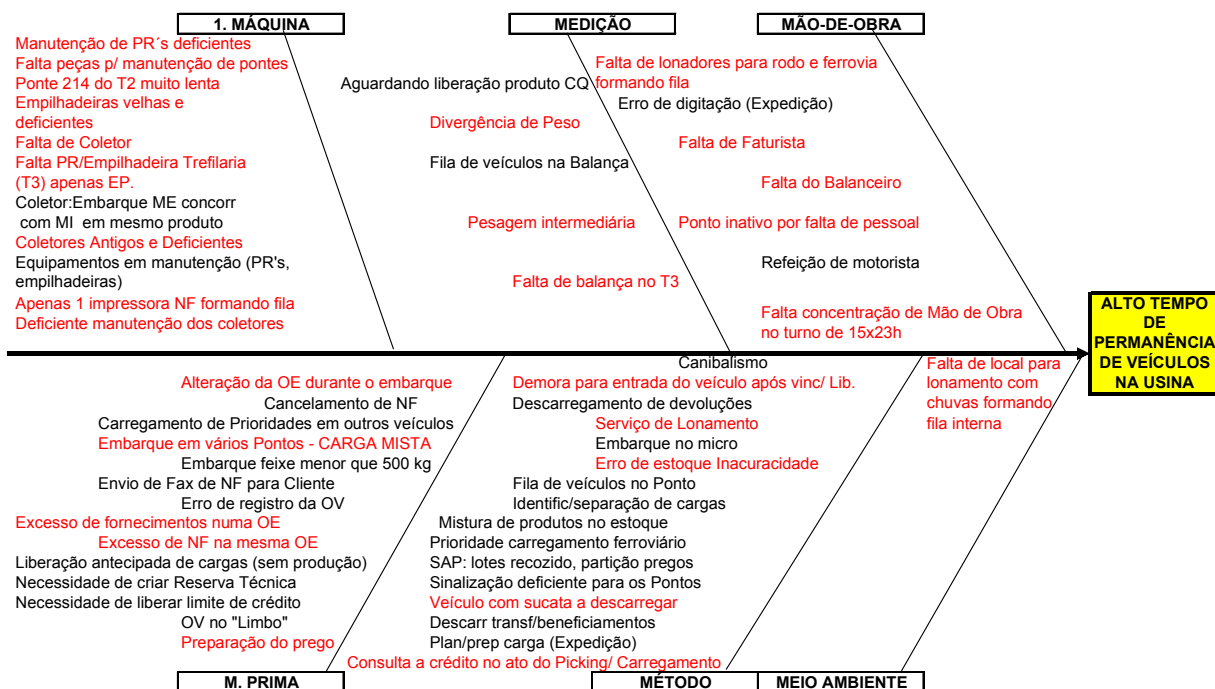 1. MÁQUINA
MEDIÇÃO
MÃO-DE-OBRA
Manutenção de PR´s deficientes
Falta peças p/ manutenção de pontes
Ponte 214 do T2 muito lenta
Empilhadeiras velhas e
deficientes
Falta de Coletor
Falta PR/Empilhadeira Trefilaria
(T3) apenas EP.
Coletor:Embarque ME concorr
com MI em mesmo produto
Coletores Antigos e Deficientes
Equipamentos em manutenção (PR's,
empilhadeiras)
Apenas 1 impressora NF formando fila
Deficiente manutenção dos coletores
Aguardando liberação produto CQ
Divergência de Peso
Fila de veículos na Balança
Pesagem intermediária
Falta de balança no T3
Falta de lonadores para rodo e ferrovia
formando fila
Erro de digitação (Expedição)
Falta de Faturista
Falta do Balanceiro
Ponto inativo por falta de pessoal
Refeição de motorista
Falta concentração de Mão de Obra
no turno de 15x23h
ALTO TEMPO
DE
PERMANÊNCIA
DE VEÍCULOS
NA USINA
Alteração da OE durante o embarque
Cancelamento de NF
Carregamento de Prioridades em outros veículos
Embarque em vários Pontos - CARGA MISTA
Embarque feixe menor que 500 kg
Envio de Fax de NF para Cliente
Erro de registro da OV
Excesso de fornecimentos numa OE
Excesso de NF na mesma OE
Liberação antecipada de cargas (sem produção)
Necessidade de criar Reserva Técnica
Necessidade de liberar limite de crédito
OV no "Limbo"
Preparação do prego
Canibalismo
Demora para entrada do veículo após vinc/ Lib.
Descarregamento de devoluções
Serviço de Lonamento
Embarque no micro
Erro de estoque Inacuracidade
Fila de veículos no Ponto
Identific/separação de cargas
Mistura de produtos no estoque
Prioridade carregamento ferroviário
SAP: lotes recozido, partição pregos
Sinalização deficiente para os Pontos
Veículo com sucata a descarregar
Descarr transf/beneficiamentos
Plan/prep carga (Expedição)
Consulta a crédito no ato do Picking/ Carregamento
Falta de local para
lonamento com
chuvas formando
fila interna
M. PRIMA
MÉTODO
MEIO AMBIENTE